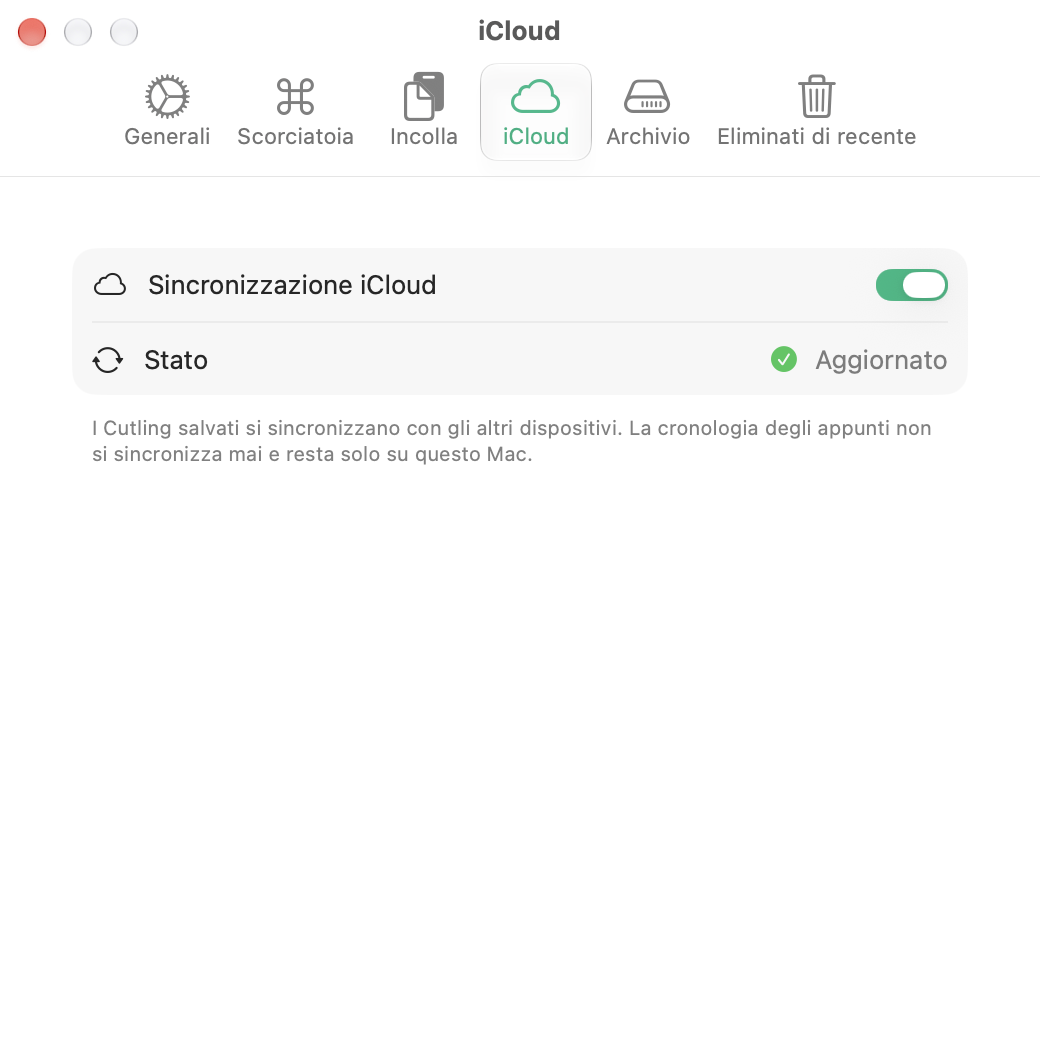 iCloud
Generali
Scorciatoia
Incolla
iCloud
Archivio
Eliminati di recente
Sincronizzazione iCloud
Stato
Aggiornato
I Cutling salvati si sincronizzano con gli altri dispositivi. La cronologia degli appunti non
si sincronizza mai e resta solo su questo Mac.